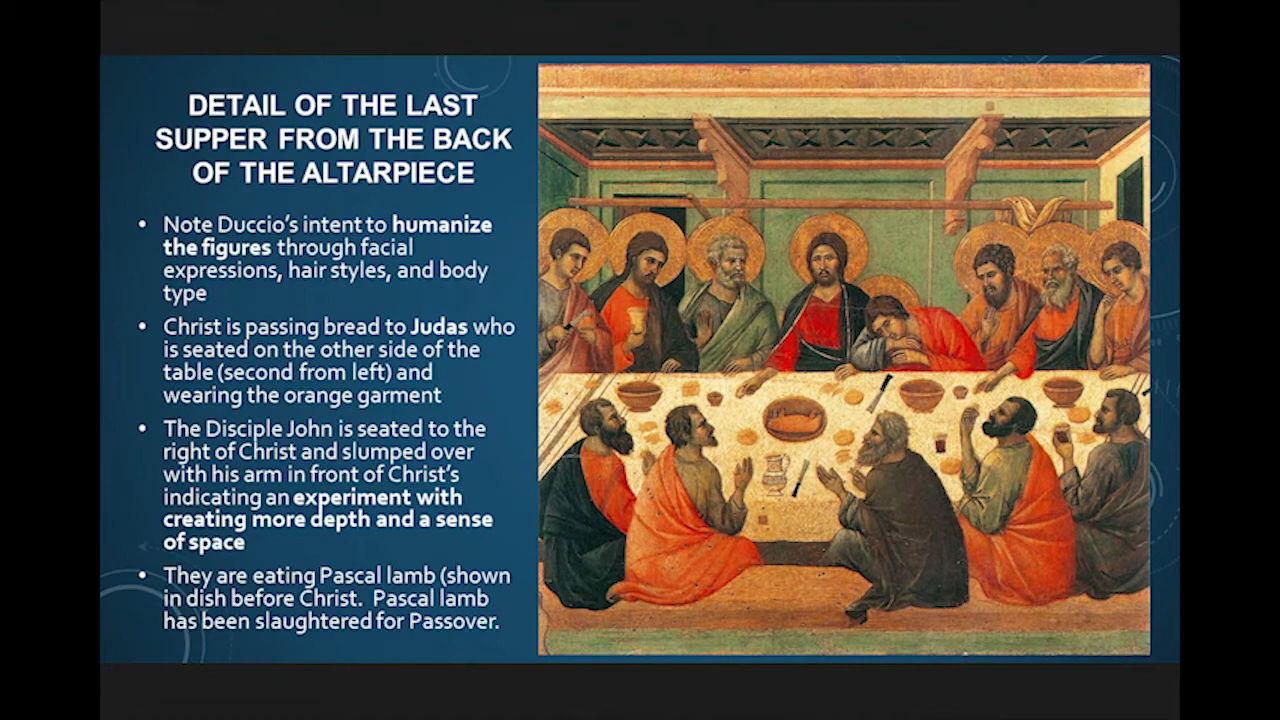 DETAIL OF THE LAST
SUPPER FROM THE BACK
OF THE ALTARPIECE
• Note Duccio's intent to humanize
the figures through facial
expressions, hair styles, and body
type
• Christ is passing bread to Judas who
is seated on the other side of the
table (second from left) and
wearing the orange garment
• The Disciple John is seated to the
right of Christ and slumped over
with his arm in front of Christ's
indicating an experiment with
creating more depth and a sense
of space
• They are eating Pascal lamb (shown
in dish before Christ. Pascal lamb
has been slaughtered for Passover.